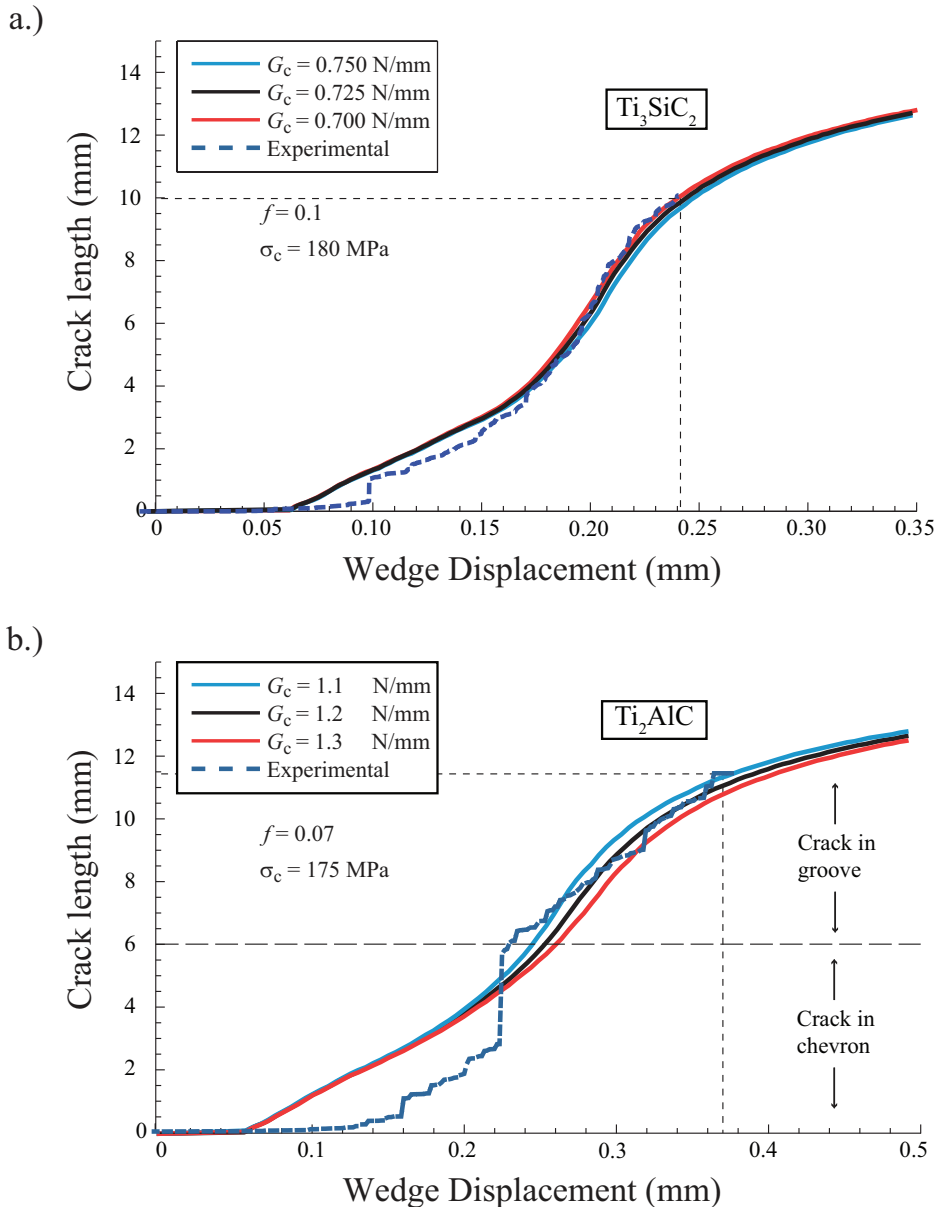 a.)
G_c = 0.750 N/mm
G_c = 0.725 N/mm
G_c = 0.700 N/mm
Experimental
Ti₃SiC₂
f = 0.1
σ_c = 180 MPa
14
12
10
8
6
4
2
0
Crack length (mm)
0 0.05 0.10 0.15 0.20 0.25 0.30 0.35
Wedge Displacement (mm)
b.)
G_c = 1.1 N/mm
G_c = 1.2 N/mm
G_c = 1.3 N/mm
Experimental
Ti₂AlC
f = 0.07
σ_c = 175 MPa
Crack in
groove
Crack in
chevron
14
12
10
8
6
4
2
0
Crack length (mm)
0 0.1 0.2 0.3 0.4 0.5
Wedge Displacement (mm)